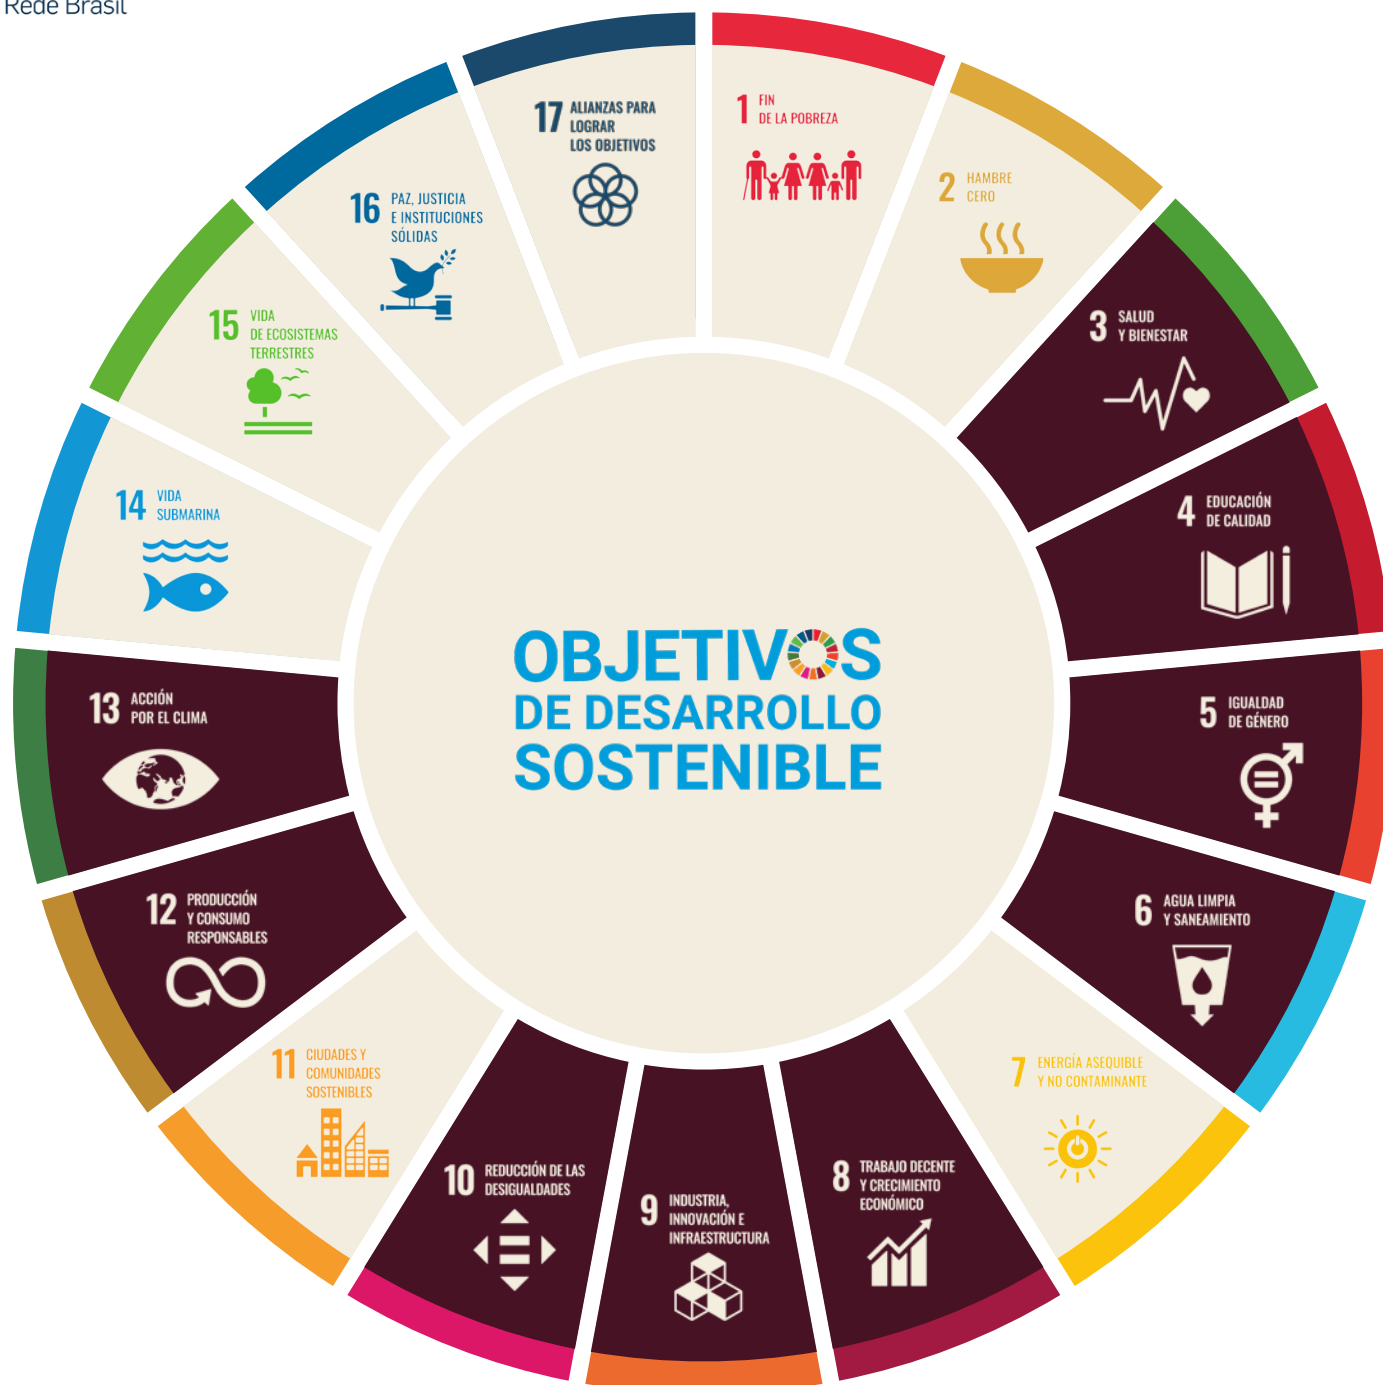 Rede Brasil
1 FIN
DE LA POBREZA
2 HAMBRE
CERO
3 SALUD
Y BIENESTAR
4 EDUCACIÓN
DE CALIDAD
5 IGUALDAD
DE GÉNERO
6 AGUA LIMPIA
Y SANEAMIENTO
7 ENERGÍA ASEQUIBLE
Y NO CONTAMINANTE
8 TRABAJO DECENTE
Y CRECIMIENTO
ECONÓMICO
9 INDUSTRIA,
INNOVACIÓN E
INFRAESTRUCTURA
10 REDUCCIÓN DE LAS
DESIGUALDADES
11 CIUDADES Y
COMUNIDADES
SOSTENIBLES
12 PRODUCCIÓN
Y CONSUMO
RESPONSABLES
13 ACCIÓN
POR EL CLIMA
14 VIDA
SUBMARINA
15 VIDA
DE ECOSISTEMAS
TERRESTRES
16 PAZ, JUSTICIA
E INSTITUCIONES
SÓLIDAS
17 ALIANZAS PARA
LOGRAR
LOS OBJETIVOS
OBJETIVOS
DE DESARROLLO
SOSTENIBLE